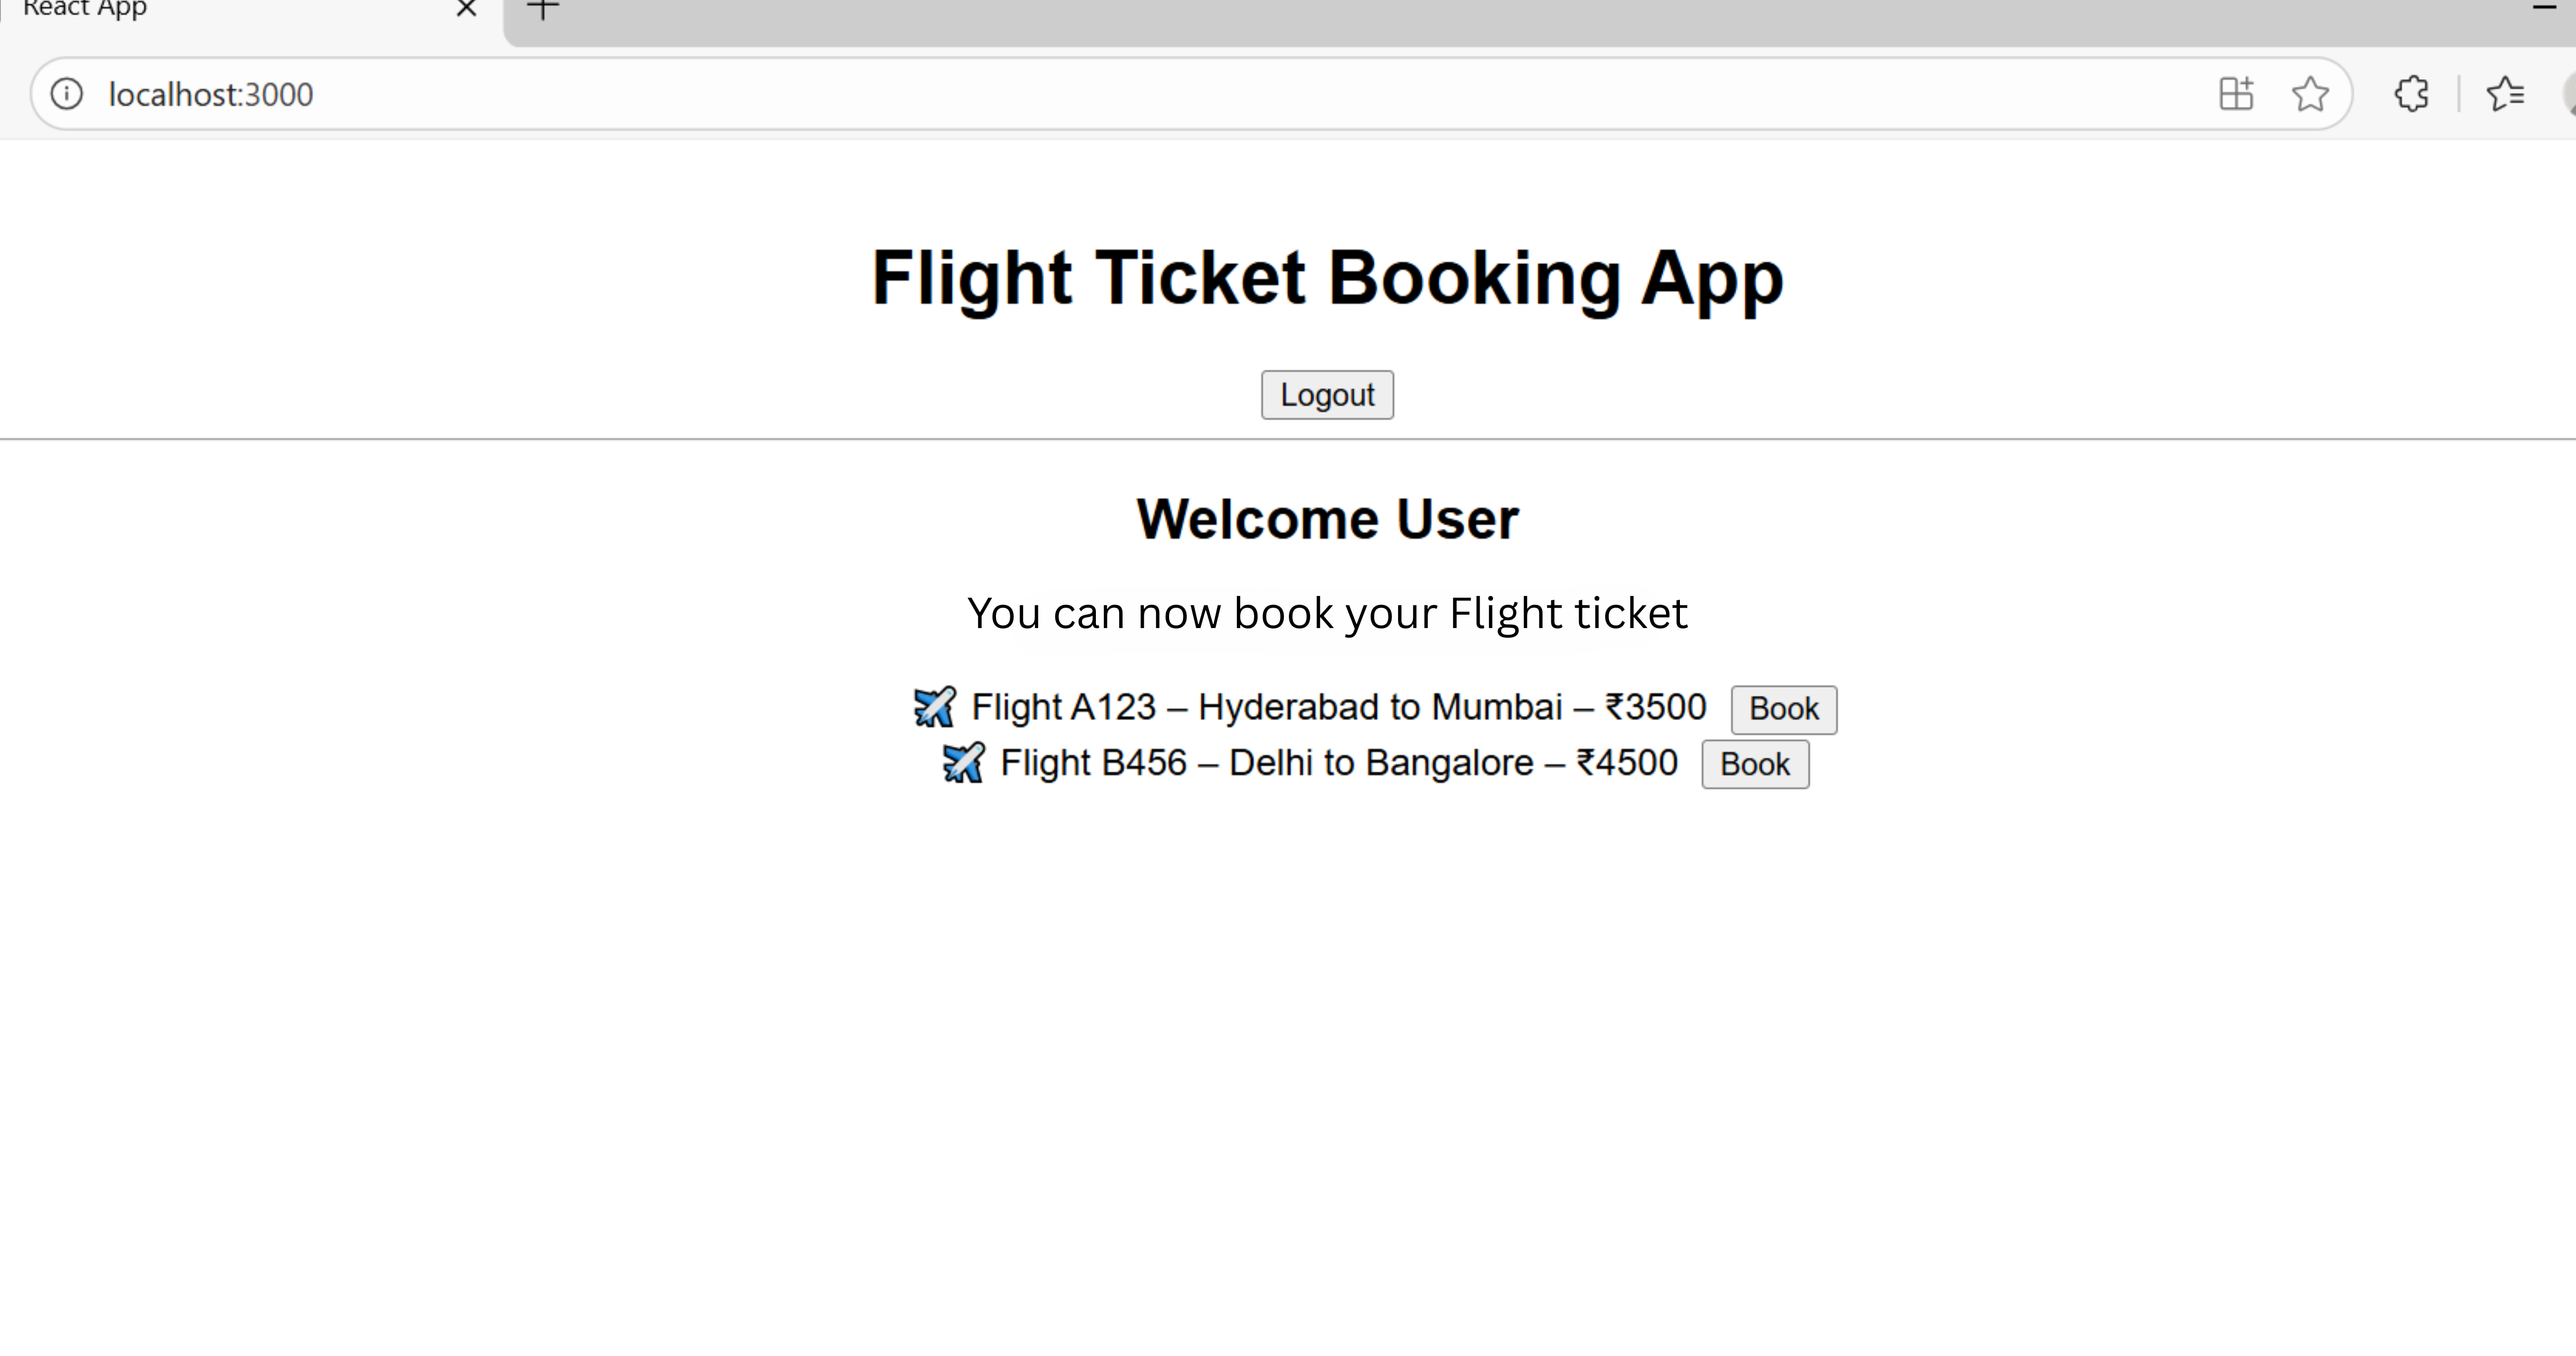 React App
localhost:3000
Flight Ticket Booking App
Logout
Welcome User
You can now book your Flight ticket
Flight A123 – Hyderabad to Mumbai – ₹3500 Book
Flight B456 – Delhi to Bangalore – ₹4500 Book